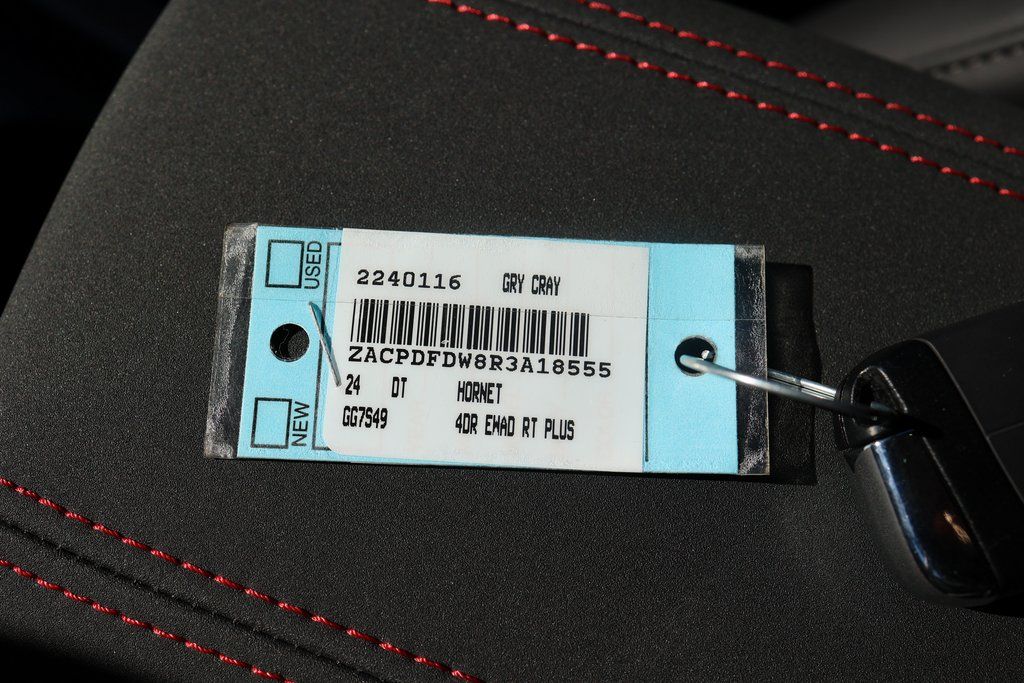 USED
NEW
2240116 GRY CRAY
ZACPDFDW8R3A18555
24 DT HORNET
GG7S49 4DR EWAD RT PLUS